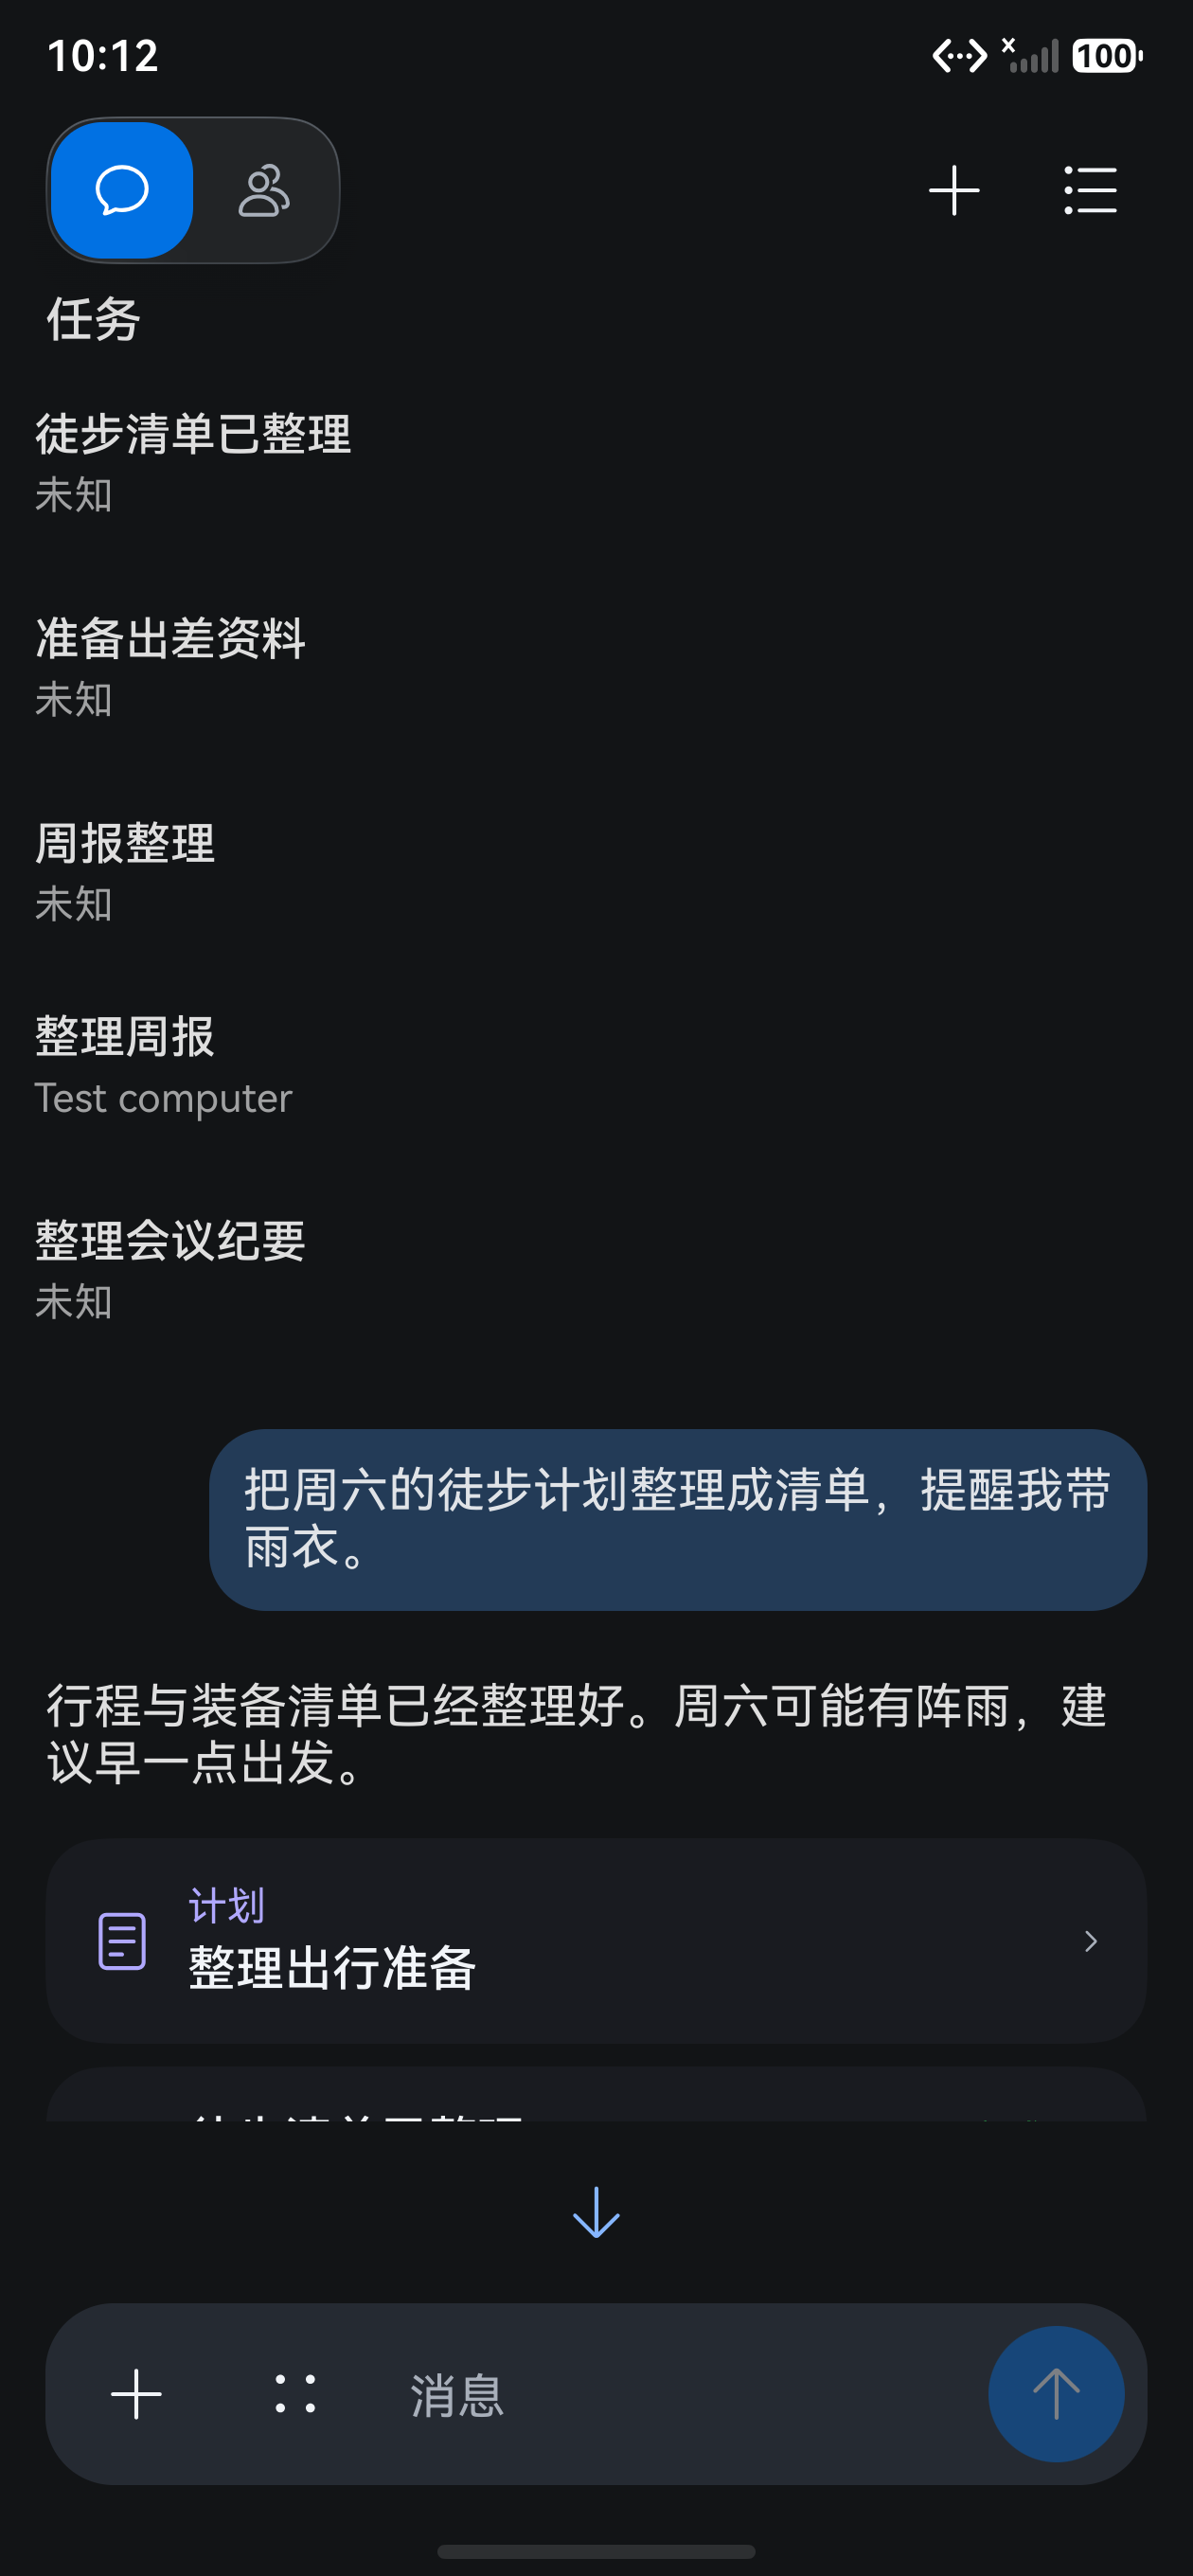 10:12
100
任务
徒步清单已整理
未知
准备出差资料
未知
周报整理
未知
整理周报
Test computer
整理会议纪要
未知
把周六的徒步计划整理成清单，提醒我带
雨衣。
行程与装备清单已经整理好。周六可能有阵雨，建
议早一点出发。
计划
整理出行准备
消息